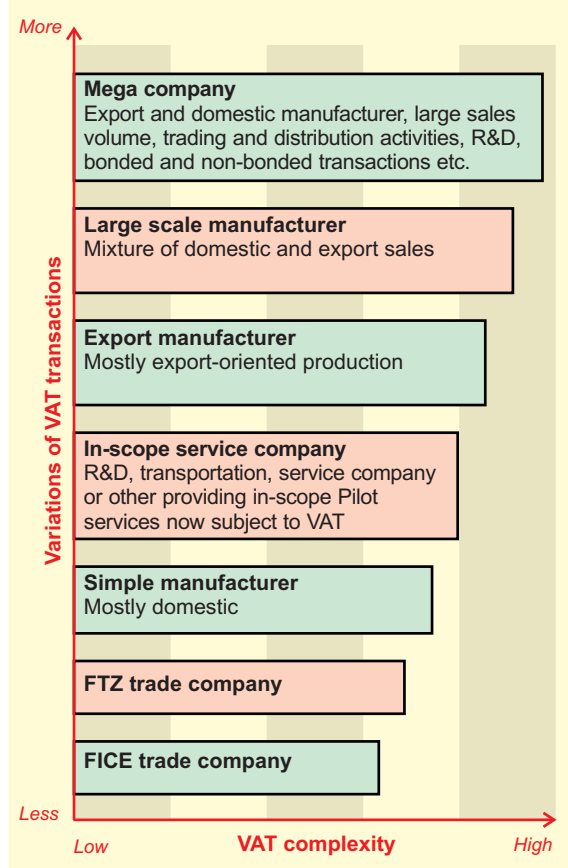 More
Mega company
Export and domestic manufacturer, large sales
volume, trading and distribution activities, R&D,
bonded and non-bonded transactions etc.
Large scale manufacturer
Mixture of domestic and export sales
Export manufacturer
Mostly export-oriented production
In-scope service company
R&D, transportation, service company
or other providing in-scope Pilot
services now subject to VAT
Simple manufacturer
Mostly domestic
FTZ trade company
FICE trade company
Variations of VAT transactions
Less
Low
VAT complexity
High